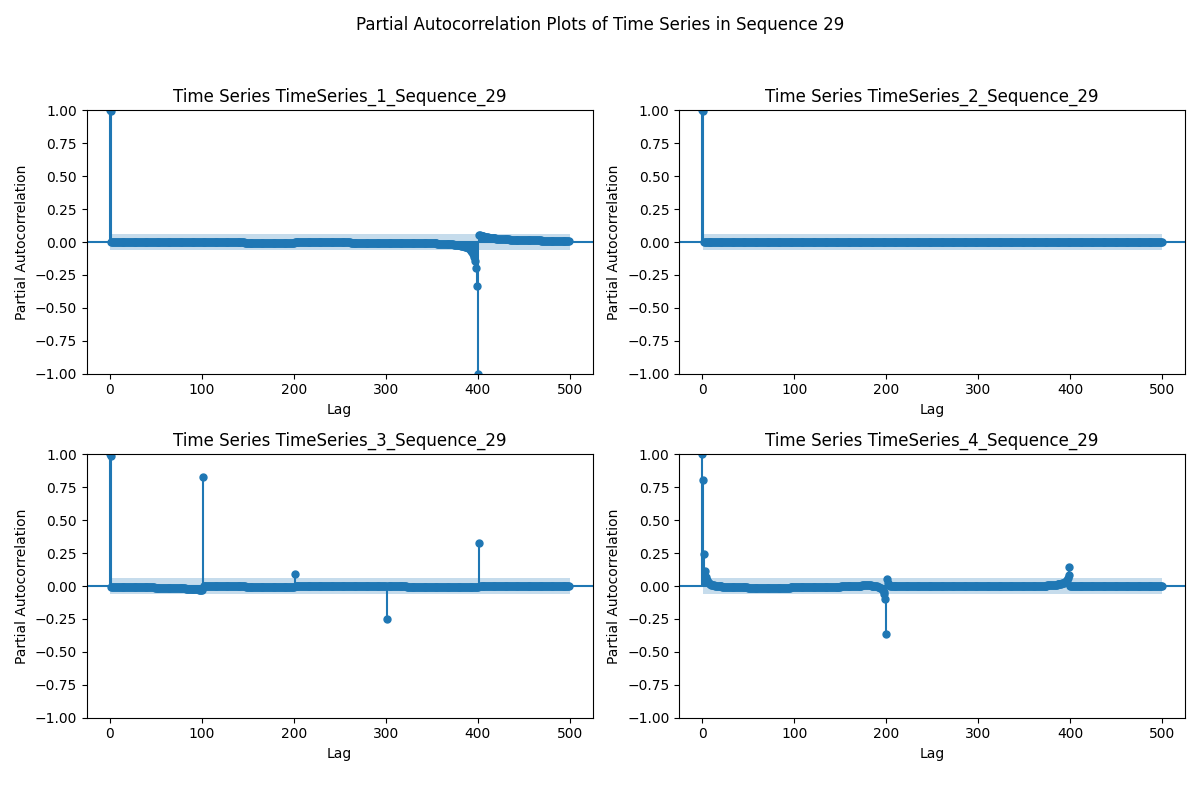 Partial Autocorrelation Plots of Time Series in Sequence 29
Time Series TimeSeries_1_Sequence_29
Partial Autocorrelation
1.00
0.75
0.50
0.25
0.00
−0.25
−0.50
−0.75
−1.00
0 100 200 300 400 500
Lag
Time Series TimeSeries_2_Sequence_29
Partial Autocorrelation
1.00
0.75
0.50
0.25
0.00
−0.25
−0.50
−0.75
−1.00
0 100 200 300 400 500
Lag
Time Series TimeSeries_3_Sequence_29
Partial Autocorrelation
1.00
0.75
0.50
0.25
0.00
−0.25
−0.50
−0.75
−1.00
0 100 200 300 400 500
Lag
Time Series TimeSeries_4_Sequence_29
Partial Autocorrelation
1.00
0.75
0.50
0.25
0.00
−0.25
−0.50
−0.75
−1.00
0 100 200 300 400 500
Lag